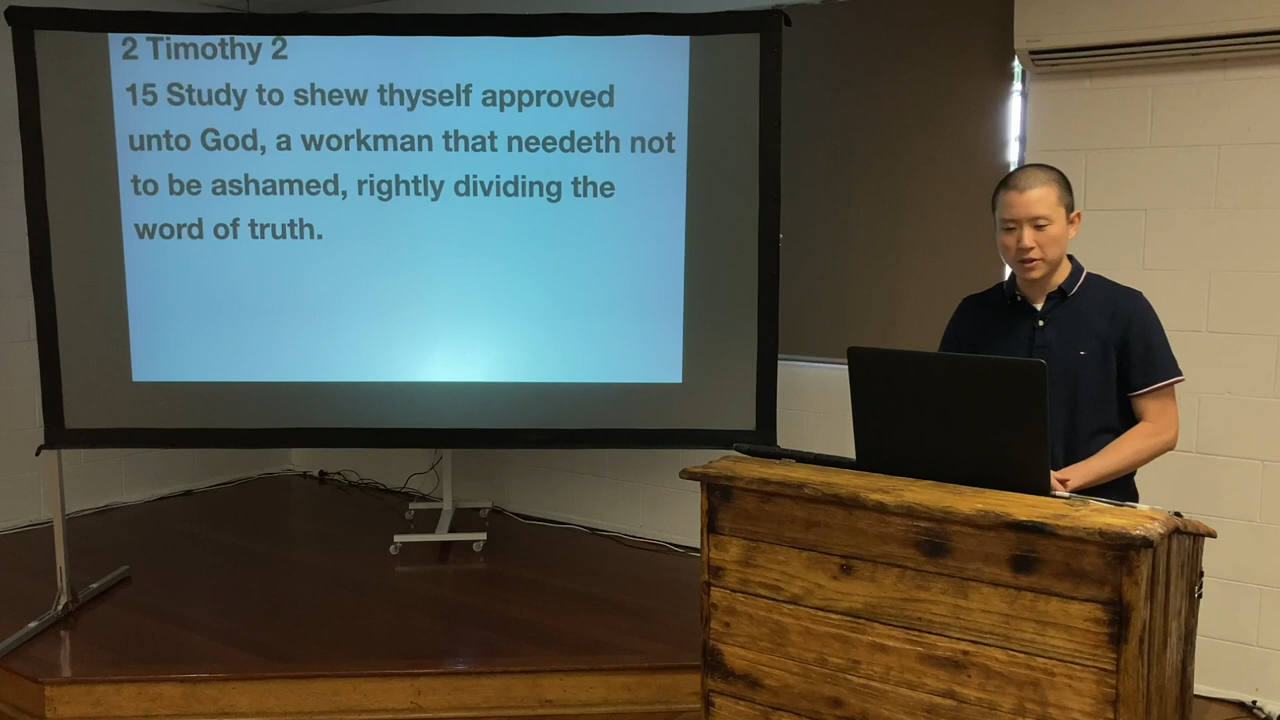 2 Timothy 2
15 Study to shew thyself approved
unto God, a workman that needeth not
to be ashamed, rightly dividing the
word of truth.